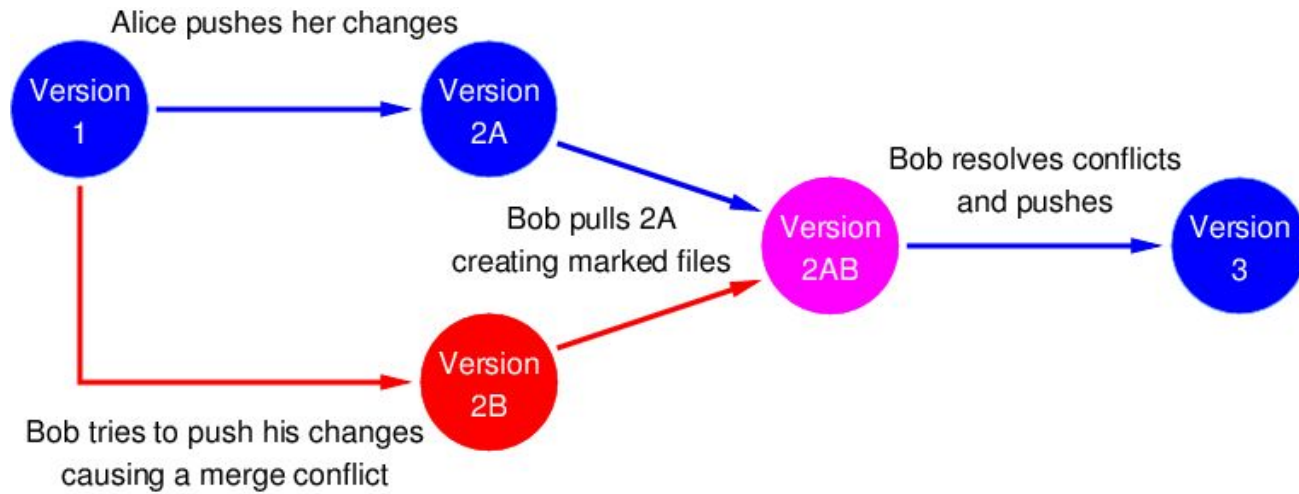 Alice pushes her changes
Version
1
Version
2A
Bob resolves conflicts
and pushes
Bob pulls 2A
creating marked files
Version
2AB
Version
3
Version
2B
Bob tries to push his changes
causing a merge conflict